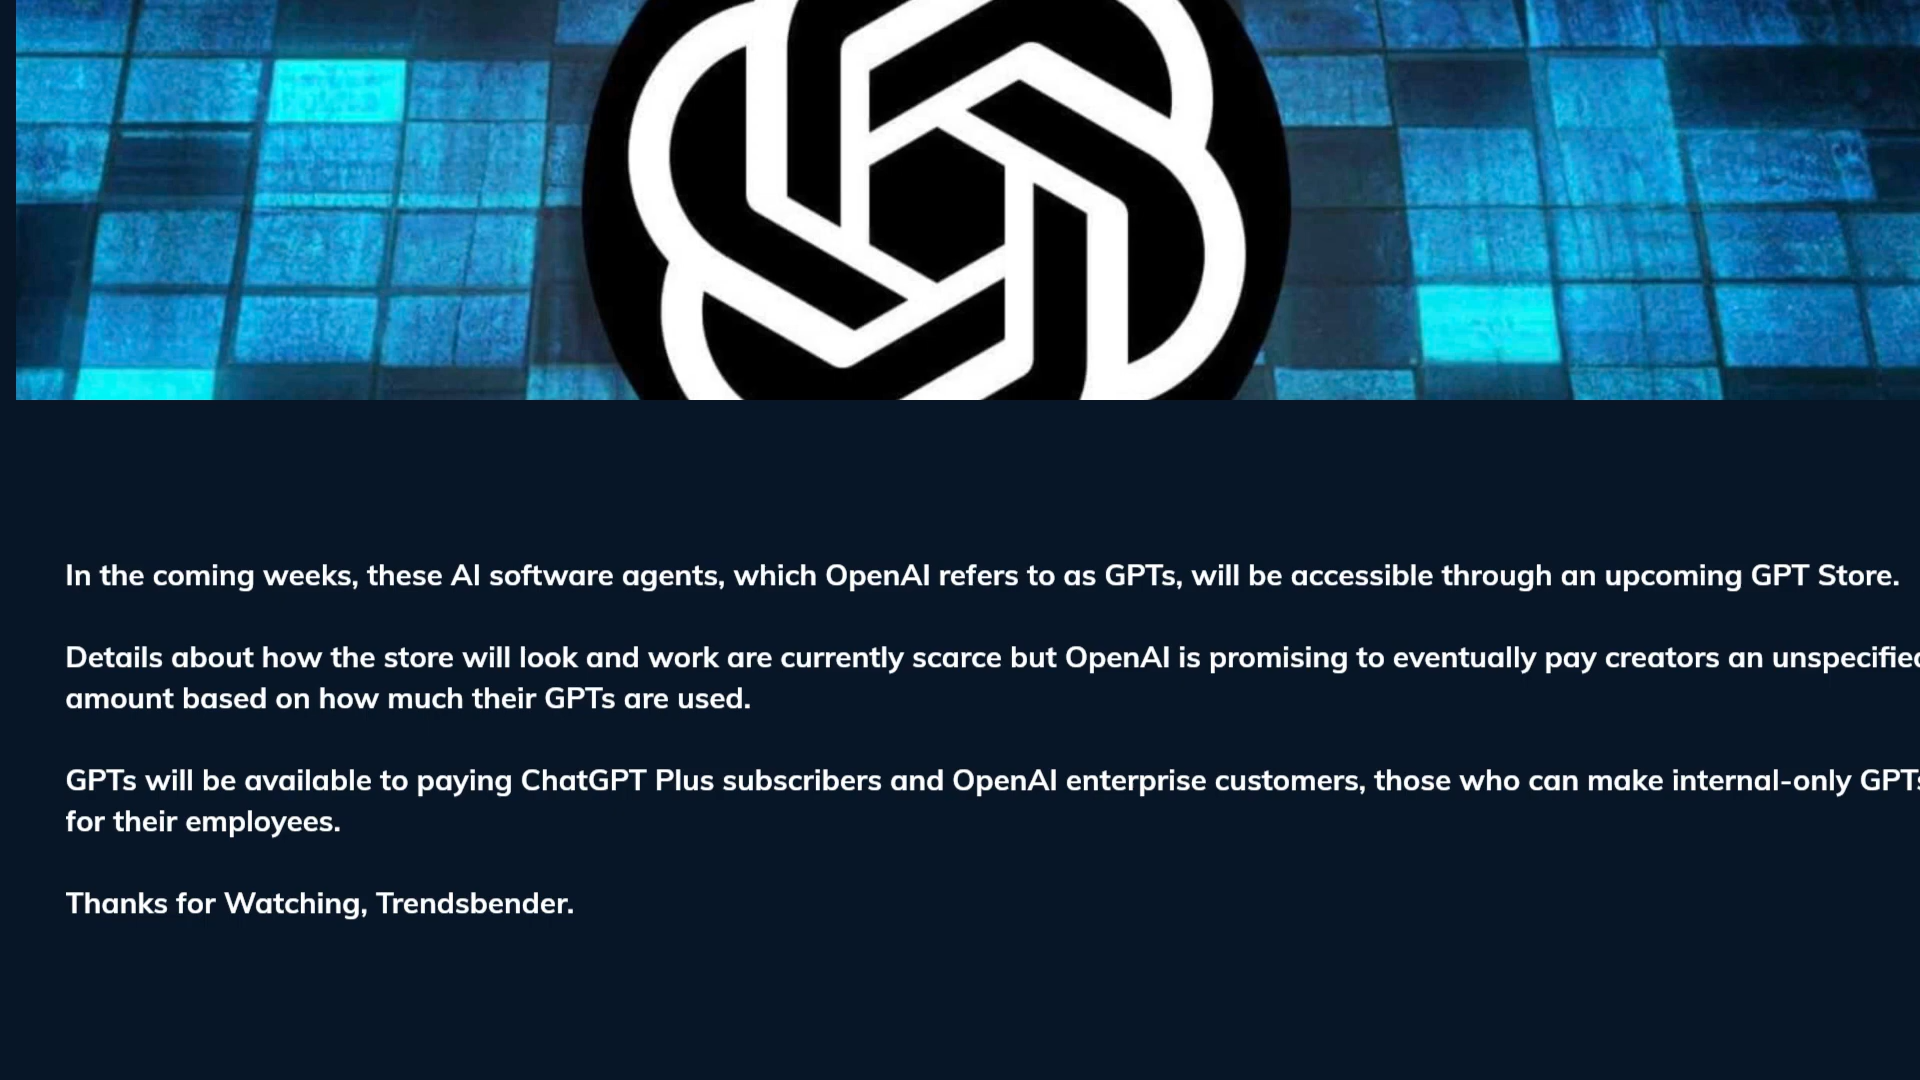 In the coming weeks, these AI software agents, which OpenAI refers to as GPTs, will be accessible through an upcoming GPT Store.
Details about how the store will look and work are currently scarce but OpenAI is promising to eventually pay creators an unspecified
amount based on how much their GPTs are used.
GPTs will be available to paying ChatGPT Plus subscribers and OpenAI enterprise customers, those who can make internal-only GPTs
for their employees.
Thanks for Watching, Trendsbender.